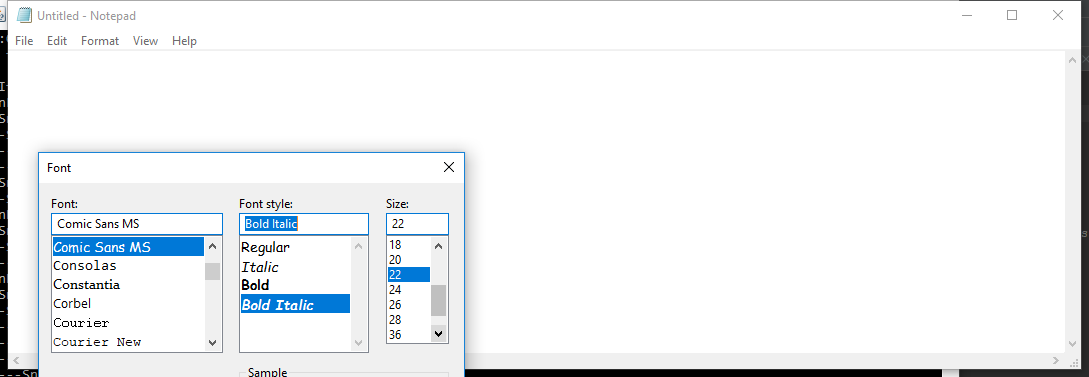 Untitled - Notepad
File Edit Format View Help
Font
Font: Font style: Size:
Comic Sans MS Bold Italic 22
Comic Sans MS
Consolas
Constantia
Corbel
Courier
Courier New
Regular
Italic
Bold
Bold Italic
18
20
22
24
26
28
36
Sample